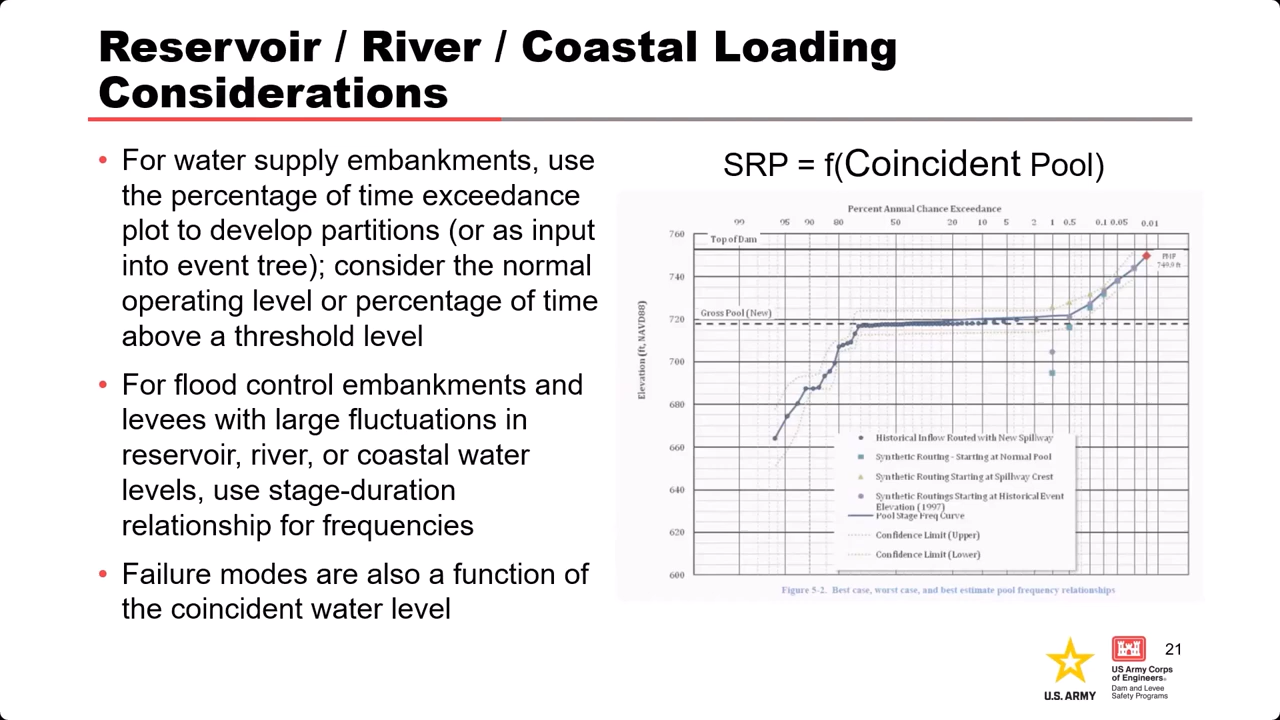 Reservoir / River / Coastal Loading
Considerations
• For water supply embankments, use
the percentage of time exceedance
plot to develop partitions (or as input
into event tree); consider the normal
operating level or percentage of time
above a threshold level
• For flood control embankments and
levees with large fluctuations in
reservoir, river, or coastal water
levels, use stage-duration
relationship for frequencies
• Failure modes are also a function of
the coincident water level
SRP = f(Coincident Pool)
Percent Annual Chance Exceedance
99 95 90 80 50 20 10 5 2 1 0.5 0.1 0.05 0.01
760
Top of Dam
PMF
749.9 ft
740
Gross Pool (New)
720
700
680
660
640
620
600
Elevation (ft, NAVD88)
Historical Inflow Routed with New Spillway
Synthetic Routing - Starting at Normal Pool
Synthetic Routing Starting at Spillway Crest
Synthetic Routings Starting at Historical Event
Elevation (1997)
Pool Stage Freq Curve
Confidence Limit (Upper)
Confidence Limit (Lower)
Figure 5-2. Best case, worst case, and best estimate pool frequency relationships
21
U.S. ARMY
US Army Corps
of Engineers®
Dam and Levee
Safety Programs